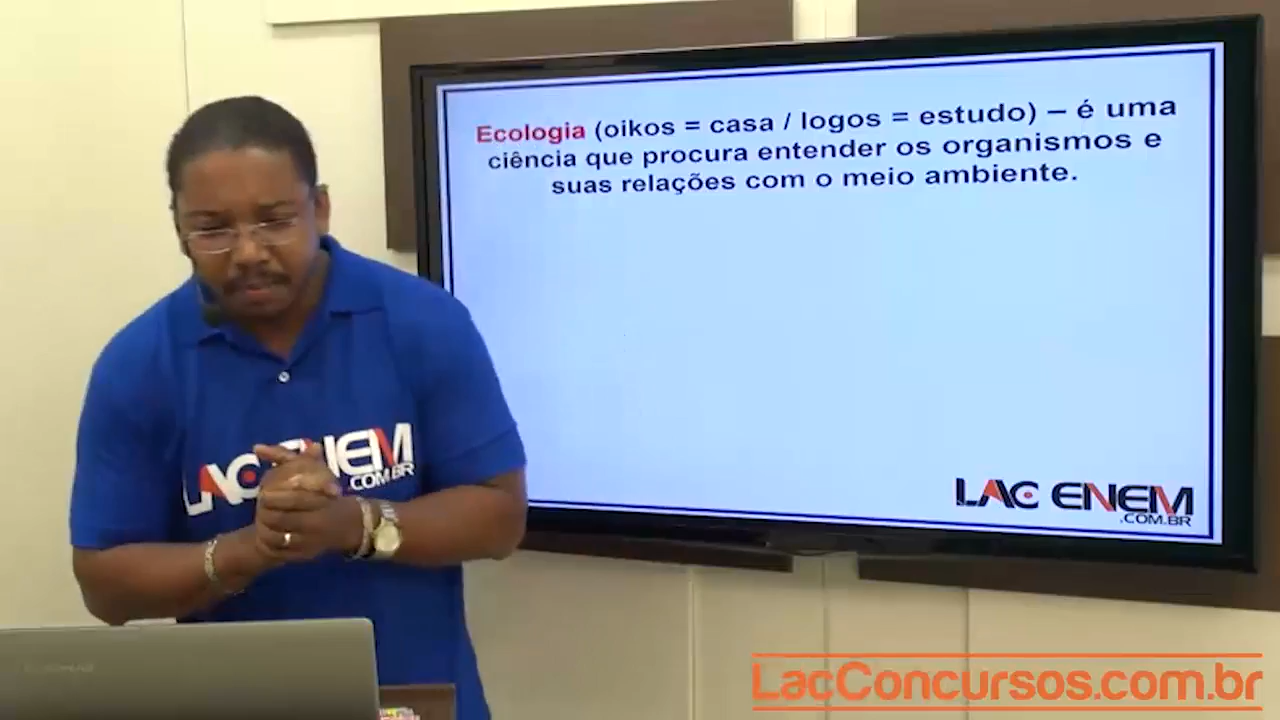 Ecologia (oikos = casa / logos = estudo) – é uma
ciência que procura entender os organismos e
suas relações com o meio ambiente.
LAC ENEM
.COM.BR
LAC ENEM
.COM.BR
LacConcursos.com.br